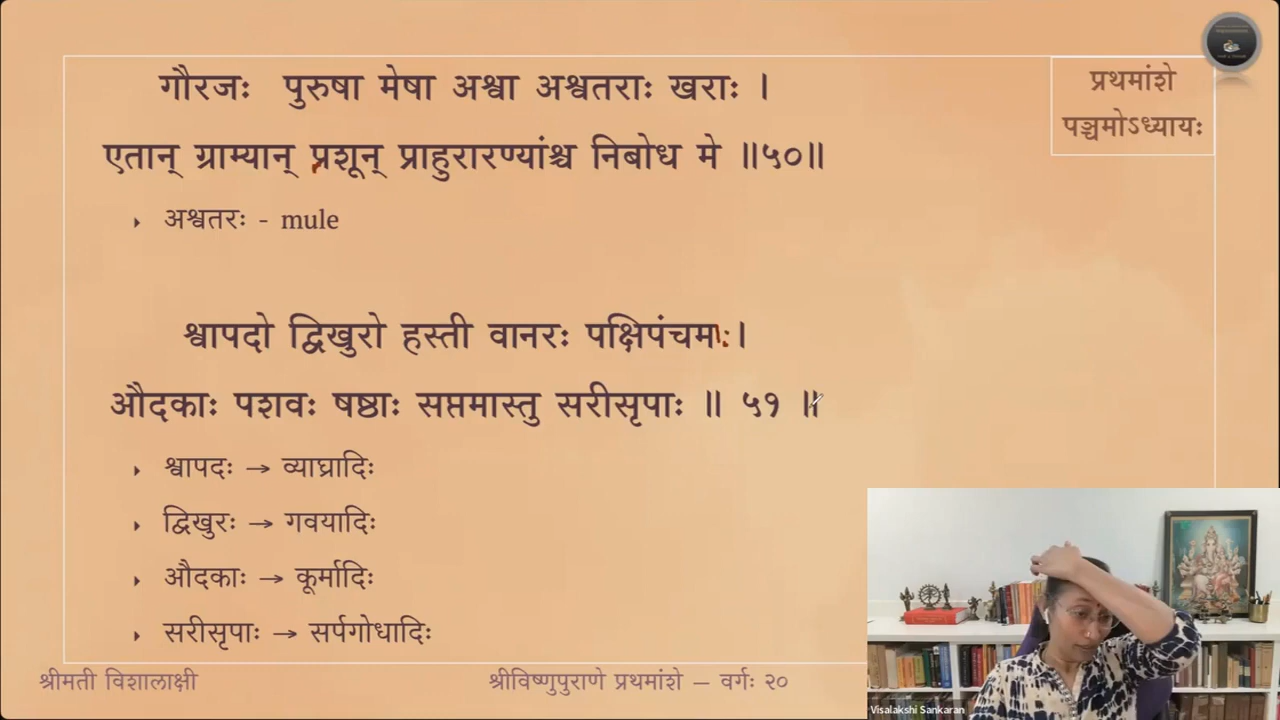 गौरजः पुरुषा मेषा अश्वा अश्वतराः खराः ।
एतान् ग्राम्यान् प्रशून् प्राहुरारण्यांश्च निबोध मे ॥५०॥
अश्वतरः - mule
श्वापदो द्विखुरो हस्ती वानरः पक्षिपंचमाः।
औदकाः पशवः षष्ठाः सप्तमास्तु सरीसृपाः ॥ ५१ ॥
श्वापदः → व्याघ्रादिः
द्विखुरः → गवयादिः
औदकाः → कूर्मादिः
सरीसृपाः → सर्पगोधादिः
प्रथमांशे
पञ्चमोऽध्यायः
श्रीमती विशालाक्षी
श्रीविष्णुपुराणे प्रथमांशे – वर्गः २०
Visalakshi Sankaran